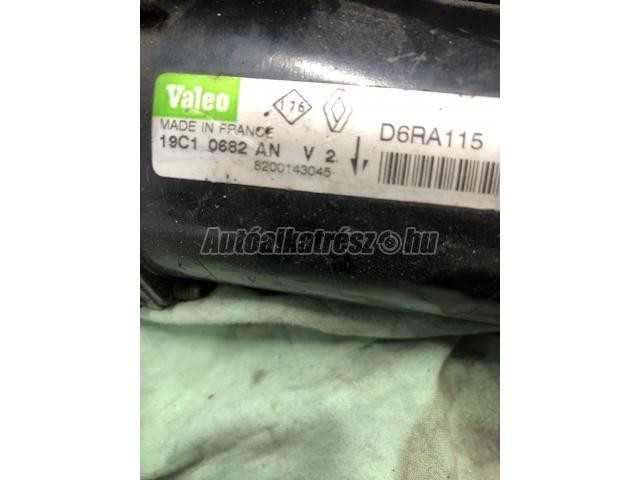 Valeo 176 D6RA115
MADE IN FRANCE
19C1 0682 AN V 2
8200143045
Autóalkatrész.hu